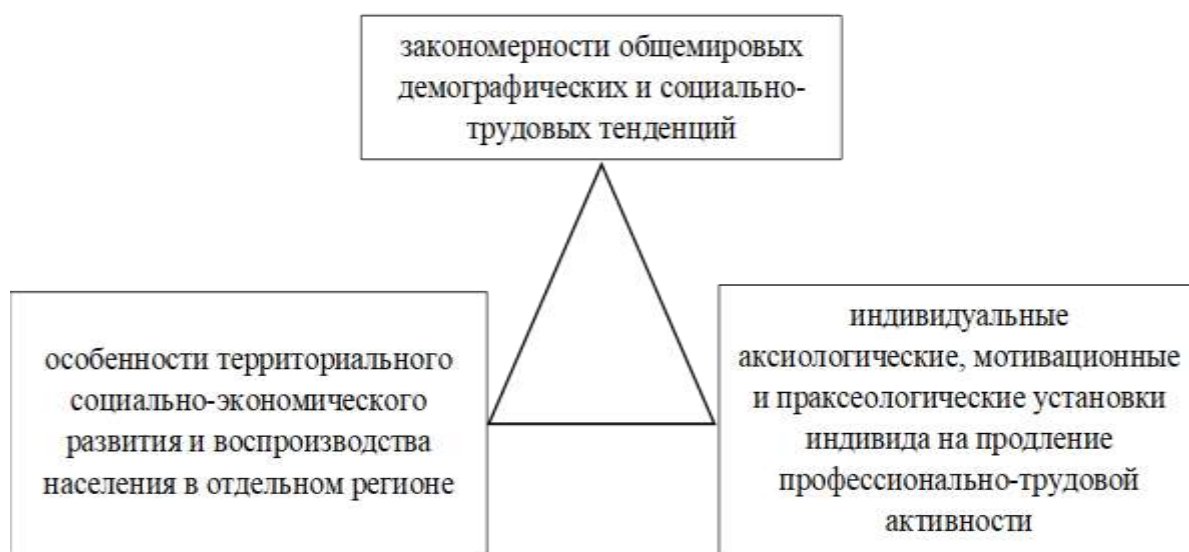 закономерности общемировых
демографических и социально-
трудовых тенденций
особенности территориального
социально-экономического
развития и воспроизводства
населения в отдельном регионе
индивидуальные
аксиологические, мотивационные
и праксеологические установки
индивида на продление
профессионально-трудовой
активности